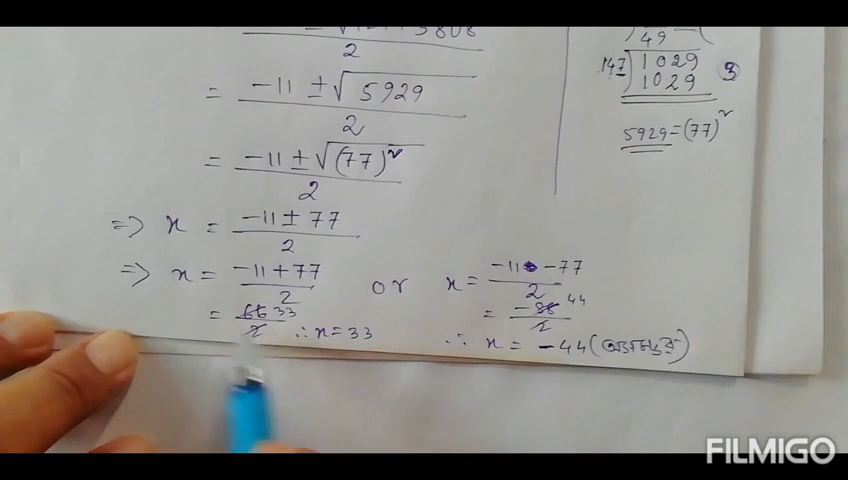 2
= -11 ± √5929 / 2
= -11 ± √(77)² / 2
=> x = -11 ± 77 / 2
=> x = -11 + 77 / 2 or x = -11 - 77 / 2
= 66 33 / 2 ∴ x = 33 = -88 44 / 2
∴ x = -44
49
147) 1029
1029
5929 = (77)²
FILMIGO